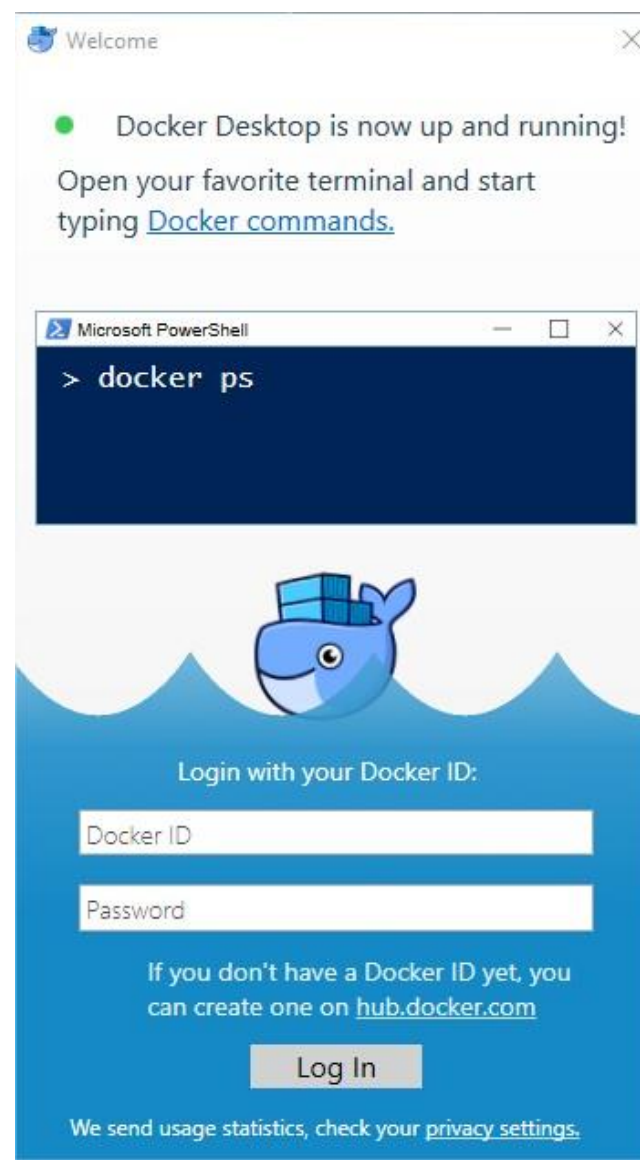 Welcome
Docker Desktop is now up and running!
Open your favorite terminal and start
typing Docker commands.
Microsoft PowerShell
> docker ps
Login with your Docker ID:
Docker ID
Password
If you don't have a Docker ID yet, you
can create one on hub.docker.com
Log In
We send usage statistics, check your privacy settings.